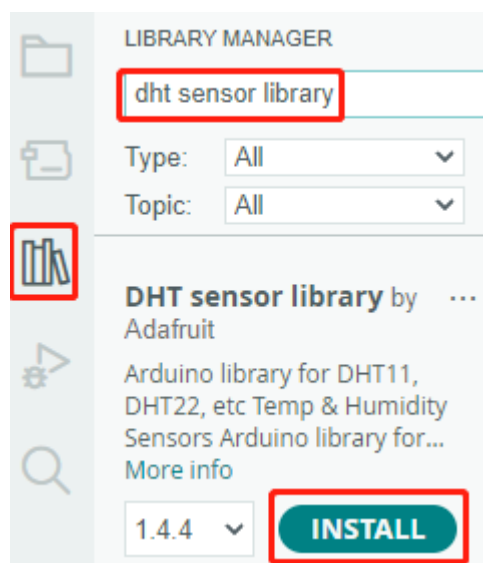 LIBRARY MANAGER
dht sensor library
Type: All
Topic: All
DHT sensor library by ...
Adafruit
Arduino library for DHT11,
DHT22, etc Temp & Humidity
Sensors Arduino library for...
More info
1.4.4 INSTALL